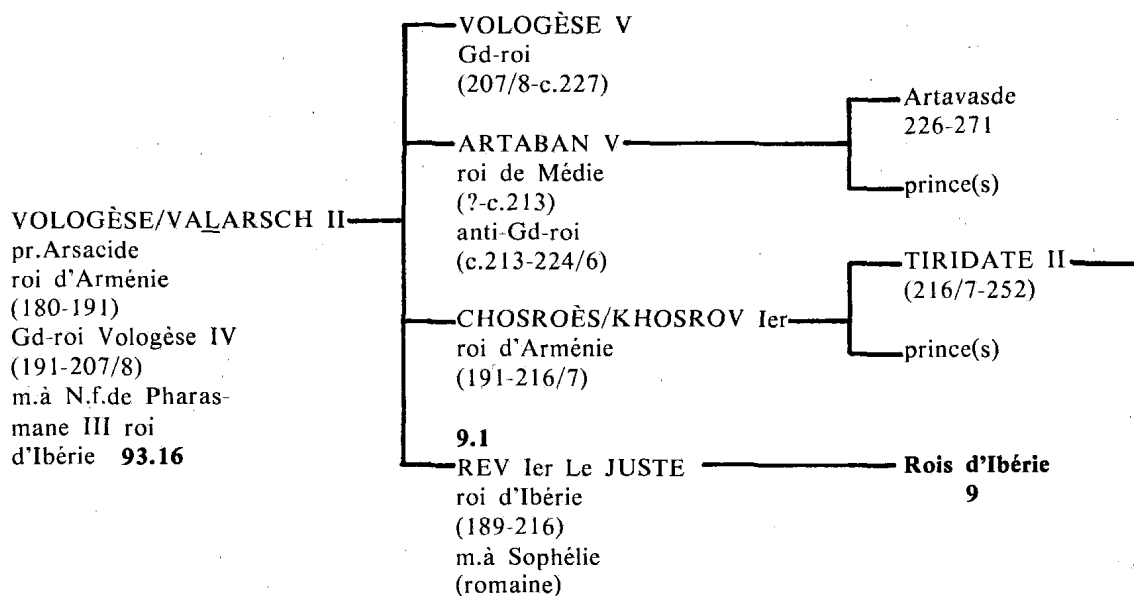 VOLOGÈSE/VALARSCH II
pr.Arsacide
roi d'Arménie
(180-191)
Gd-roi Vologèse IV
(191-207/8)
m.à N.f.de Pharas-
mane III roi
d'Ibérie 93.16
VOLOGÈSE V
Gd-roi
(207/8-c.227)
ARTABAN V
roi de Médie
(?-c.213)
anti-Gd-roi
(c.213-224/6)
Artavasde
226-271
prince(s)
CHOSROÈS/KHOSROV Ier
roi d'Arménie
(191-216/7)
TIRIDATE II
(216/7-252)
prince(s)
9.1
REV Ier Le JUSTE
roi d'Ibérie
(189-216)
m.à Sophélie
(romaine)
Rois d'Ibérie
9